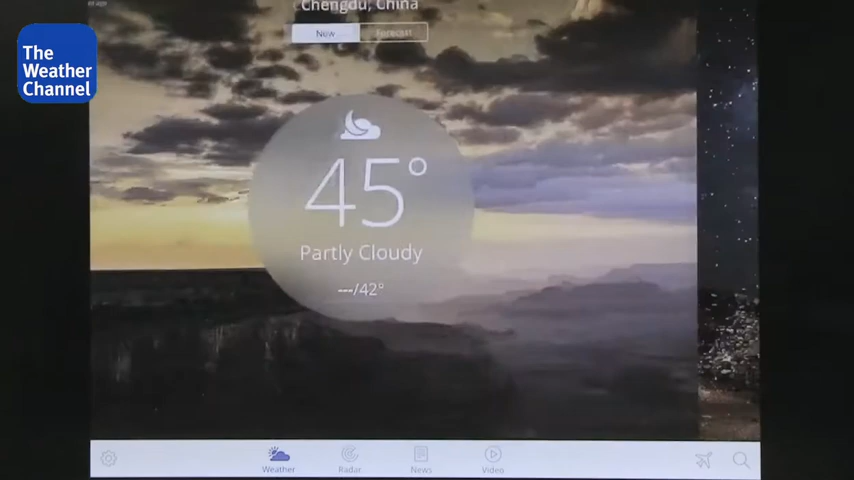 Chengdu, China
Now
Forecast
The
Weather
Channel
45°
Partly Cloudy
--/42°
Weather
Radar
News
Video